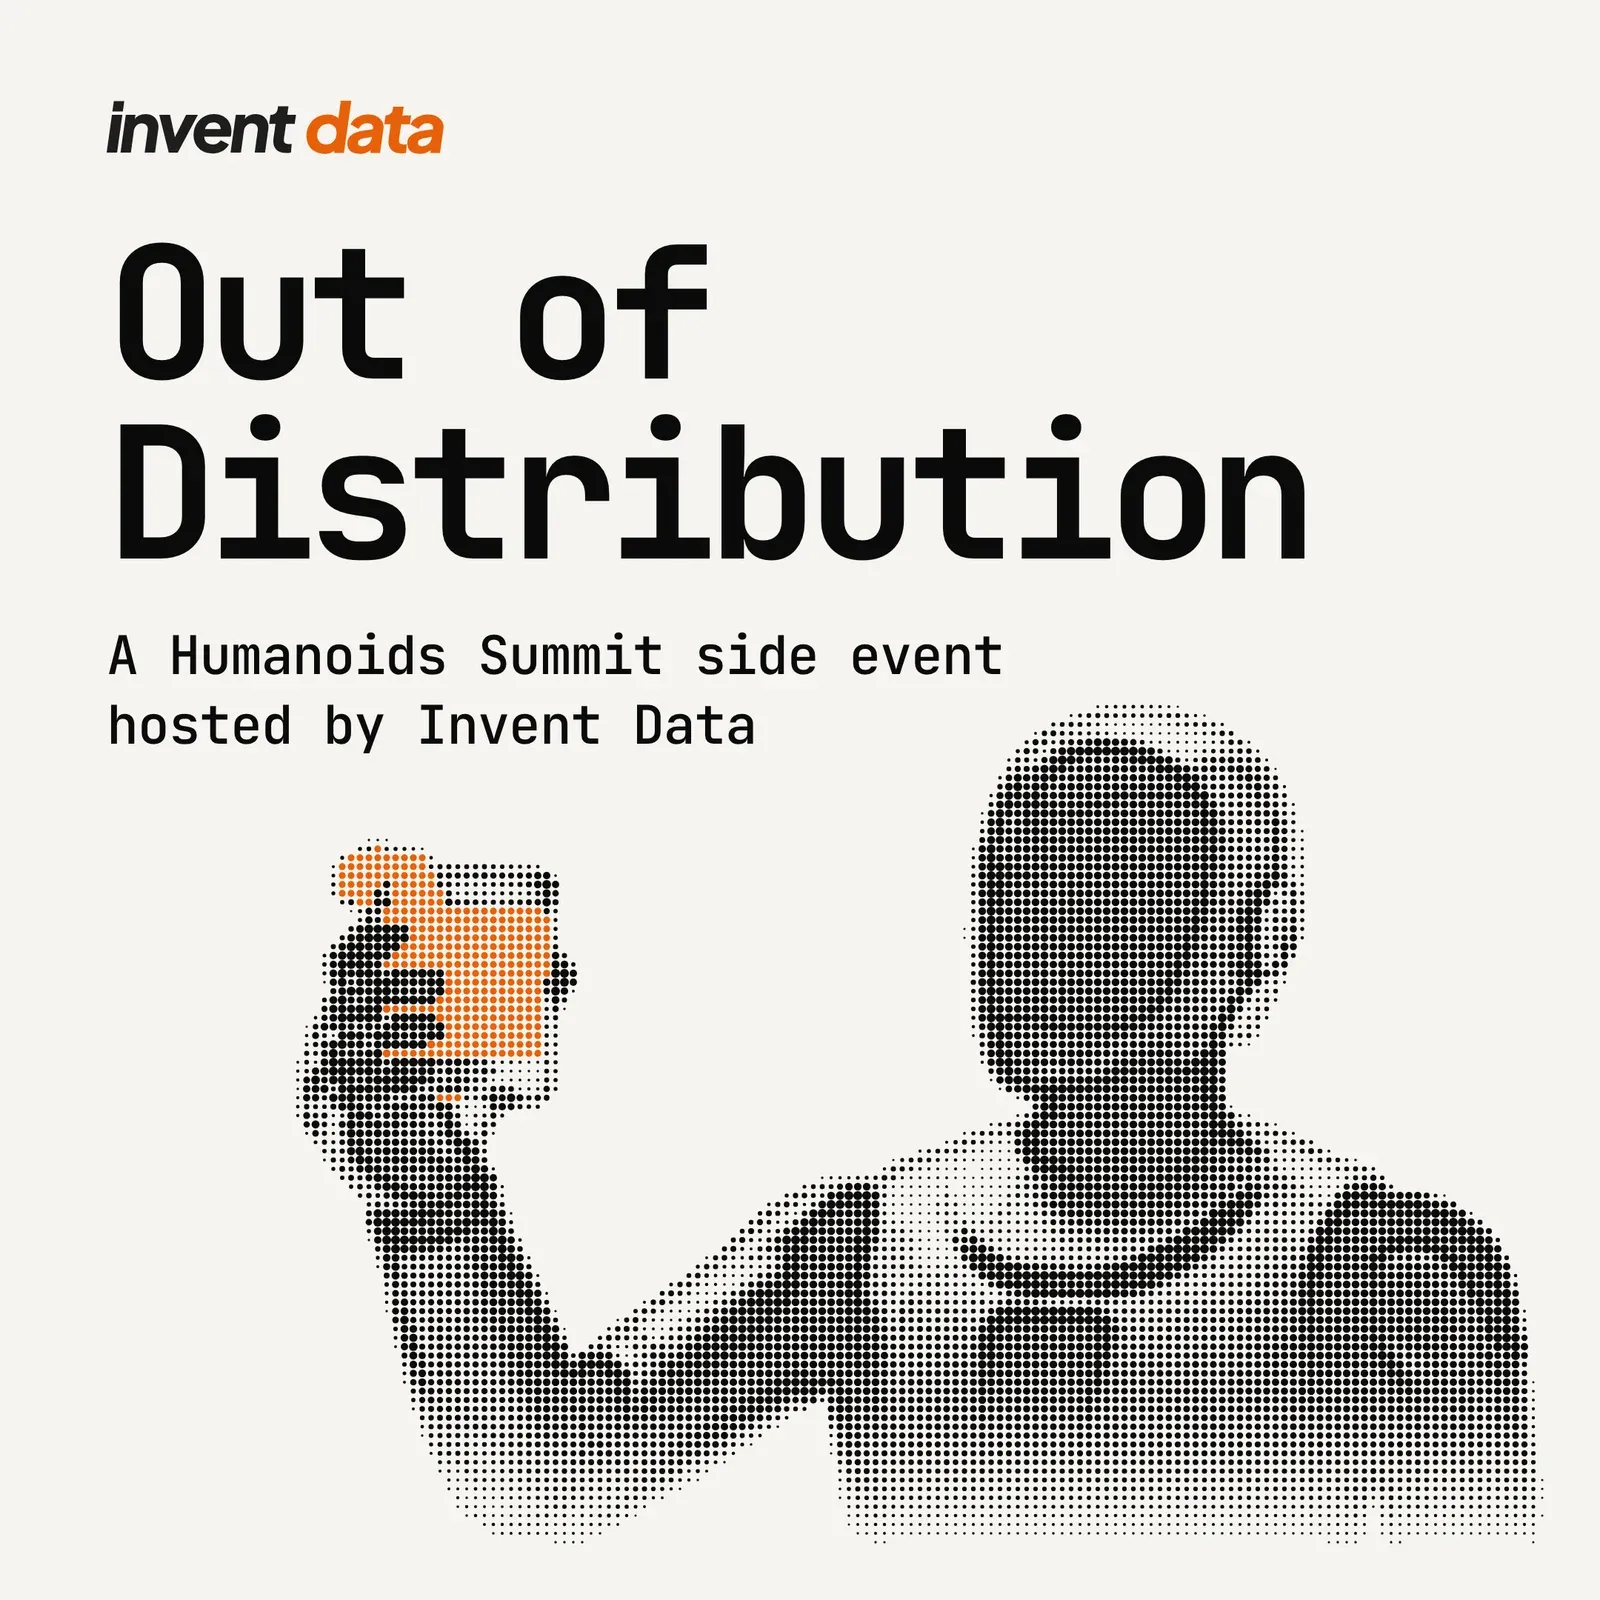 invent data
Out of
Distribution
A Humanoids Summit side event
hosted by Invent Data